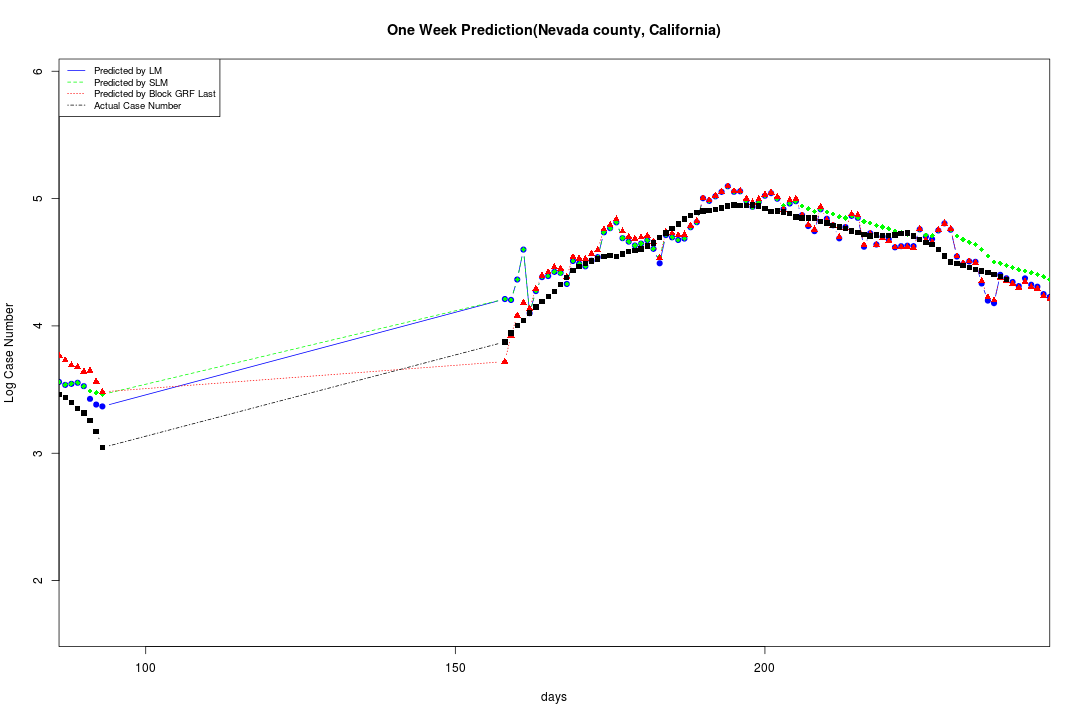 One Week Prediction(Nevada county, California)
Predicted by LM
Predicted by SLM
Predicted by Block GRF Last
Actual Case Number
6
5
4
3
2
Log Case Number
100 150 200
days